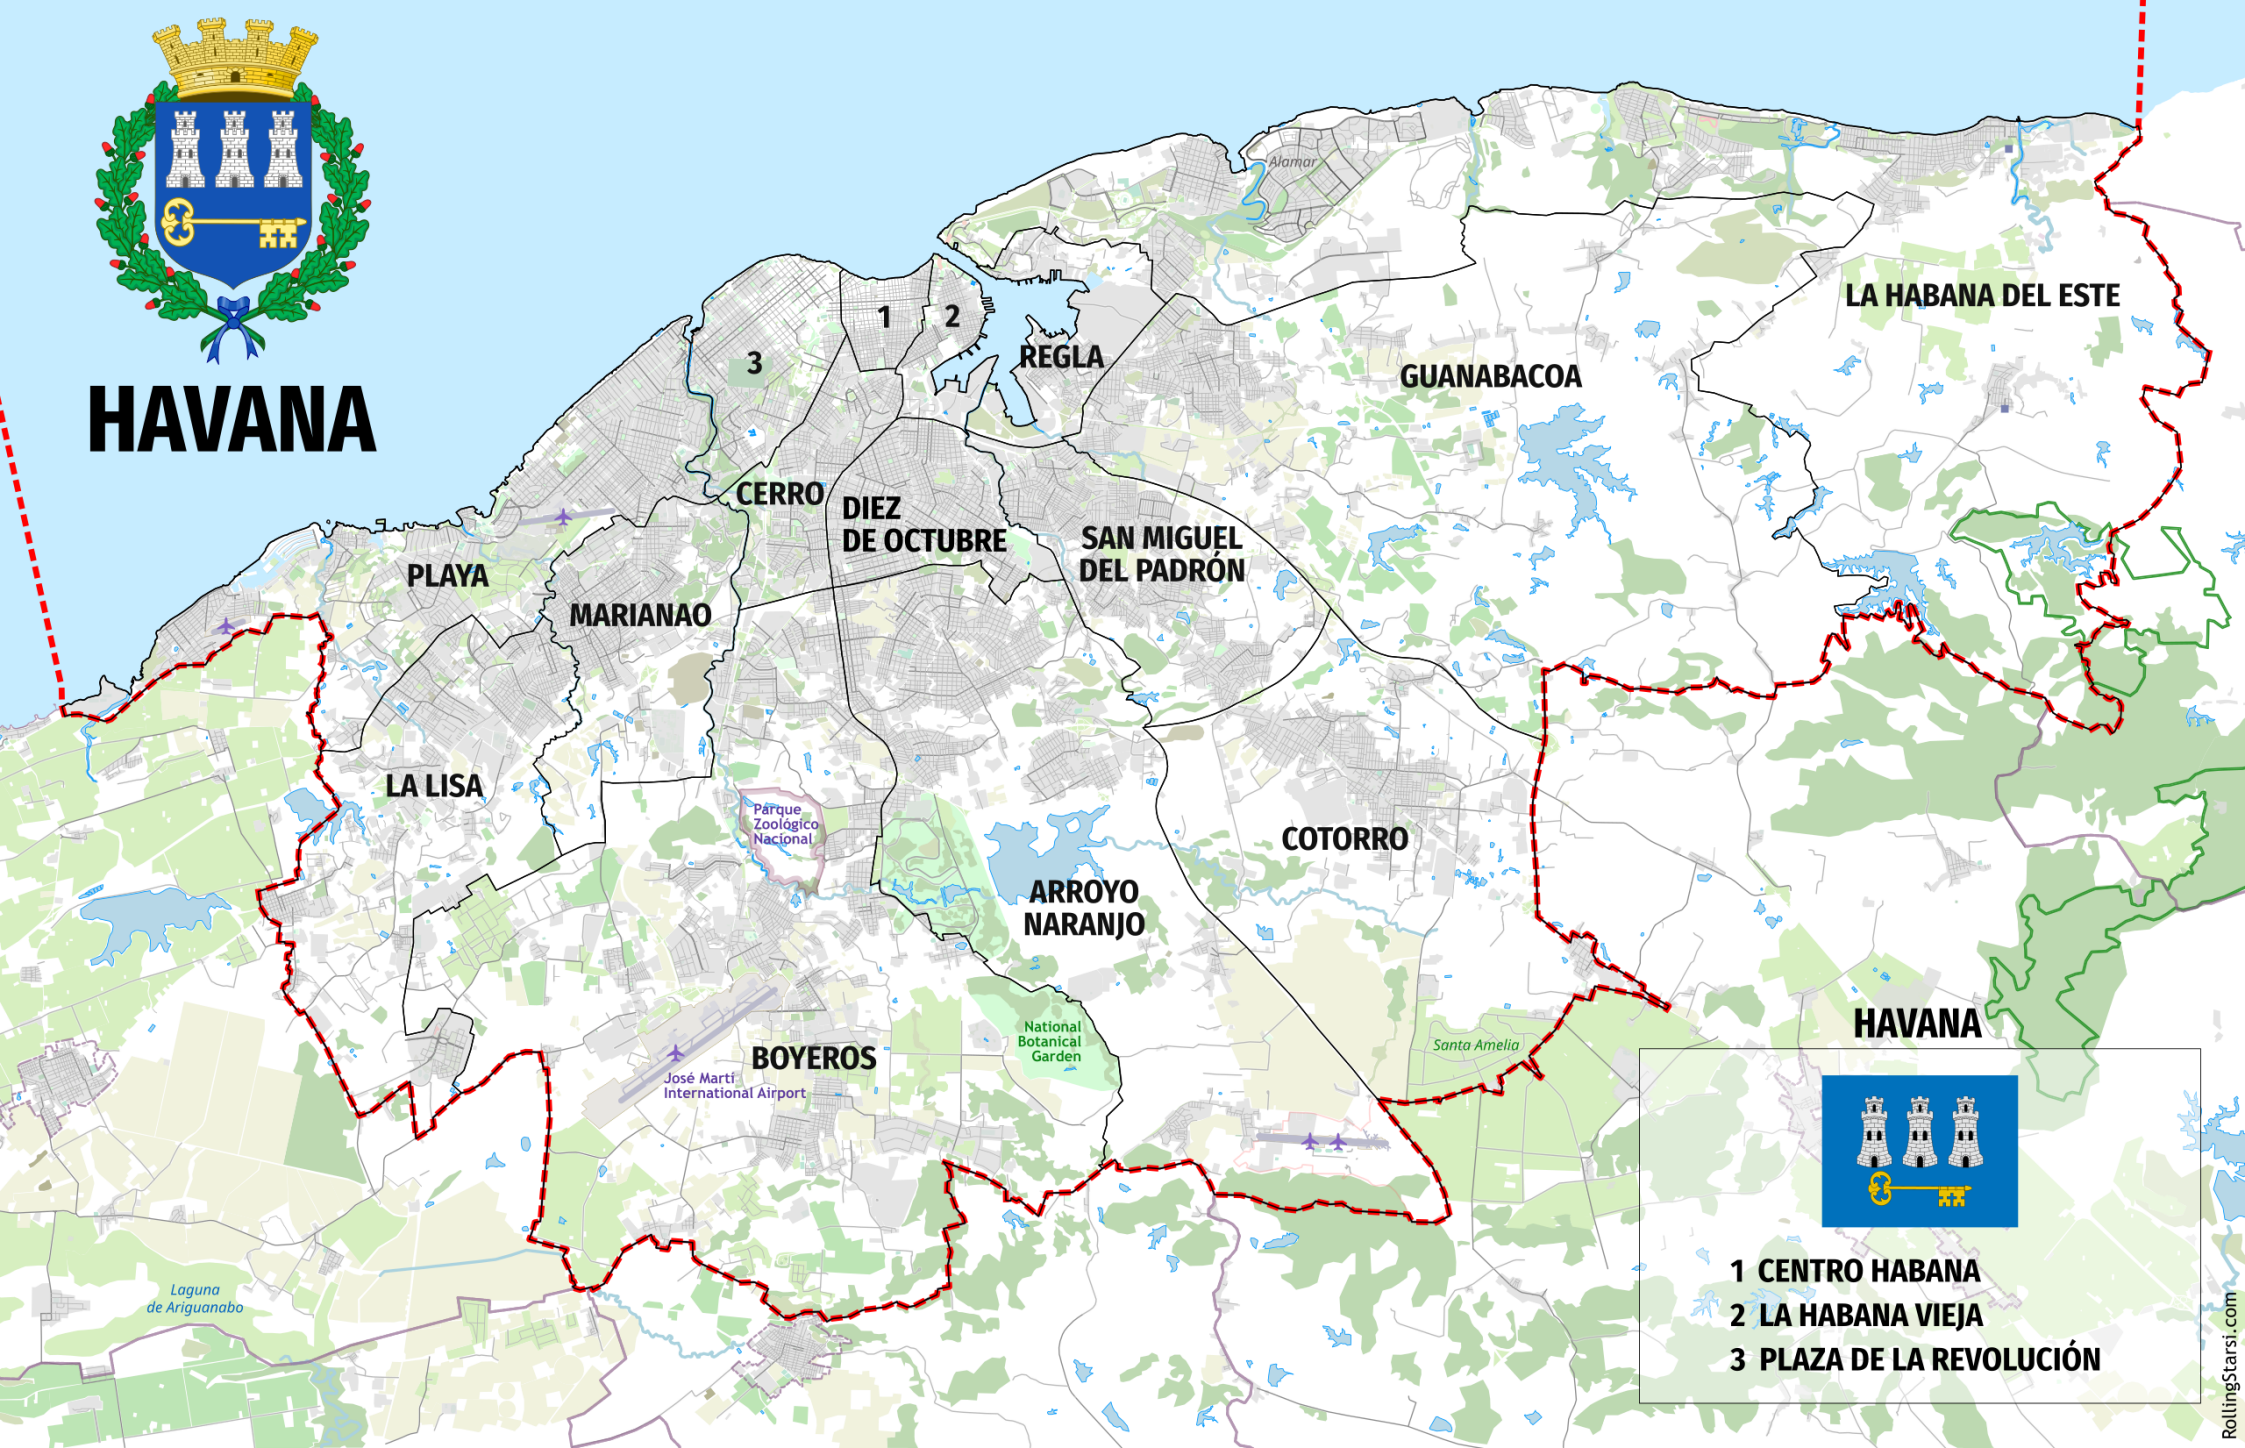 HAVANA
Alamar
1
2
3
REGLA
LA HABANA DEL ESTE
GUANABACOA
CERRO
DIEZ
DE OCTUBRE
SAN MIGUEL
DEL PADRÓN
PLAYA
MARIANAO
LA LISA
Parque
Zoológico
Nacional
COTORRO
ARROYO
NARANJO
National
Botanical
Garden
Santa Amelia
BOYEROS
José Martí
International Airport
Laguna
de Ariguanabo
HAVANA
1 CENTRO HABANA
2 LA HABANA VIEJA
3 PLAZA DE LA REVOLUCIÓN
RollingStarsi.com